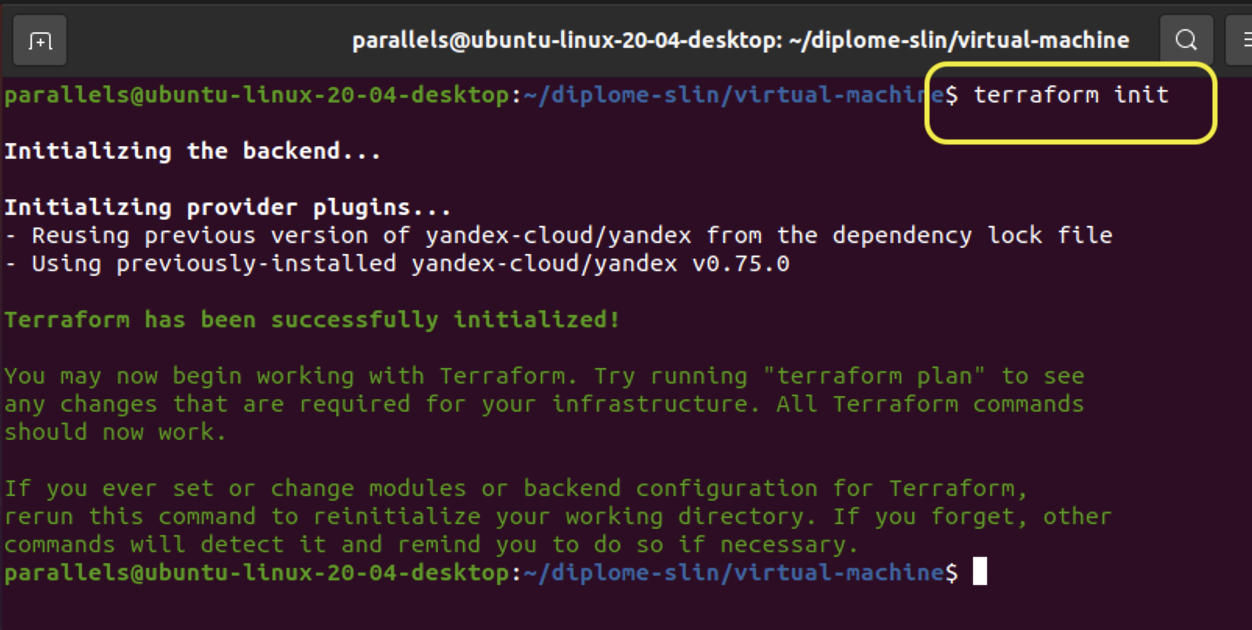 parallels@ubuntu-linux-20-04-desktop: ~/diplome-slin/virtual-machine
parallels@ubuntu-linux-20-04-desktop:~/diplome-slin/virtual-machine$ terraform init
Initializing the backend...
Initializing provider plugins...
- Reusing previous version of yandex-cloud/yandex from the dependency lock file
- Using previously-installed yandex-cloud/yandex v0.75.0
Terraform has been successfully initialized!
You may now begin working with Terraform. Try running "terraform plan" to see
any changes that are required for your infrastructure. All Terraform commands
should now work.
If you ever set or change modules or backend configuration for Terraform,
rerun this command to reinitialize your working directory. If you forget, other
commands will detect it and remind you to do so if necessary.
parallels@ubuntu-linux-20-04-desktop:~/diplome-slin/virtual-machine$